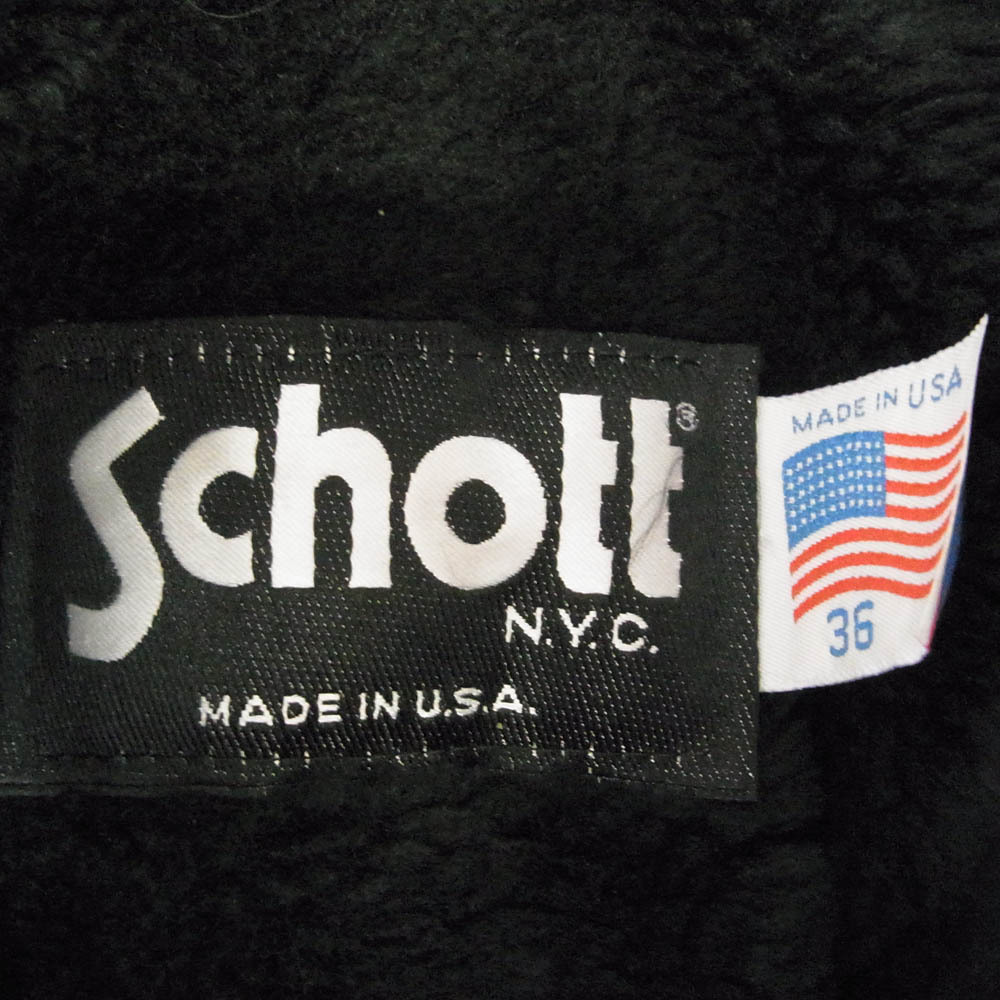 Schott®
N.Y.C.
MADE IN U.S.A.
MADE IN USA
36